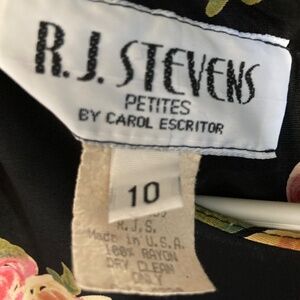 R.J. STEVENS
PETITES
BY CAROL ESCRITOR
10
R.J.S.
Made in U.S.A.
100% RAYON
DRY CLEAN
ONLY